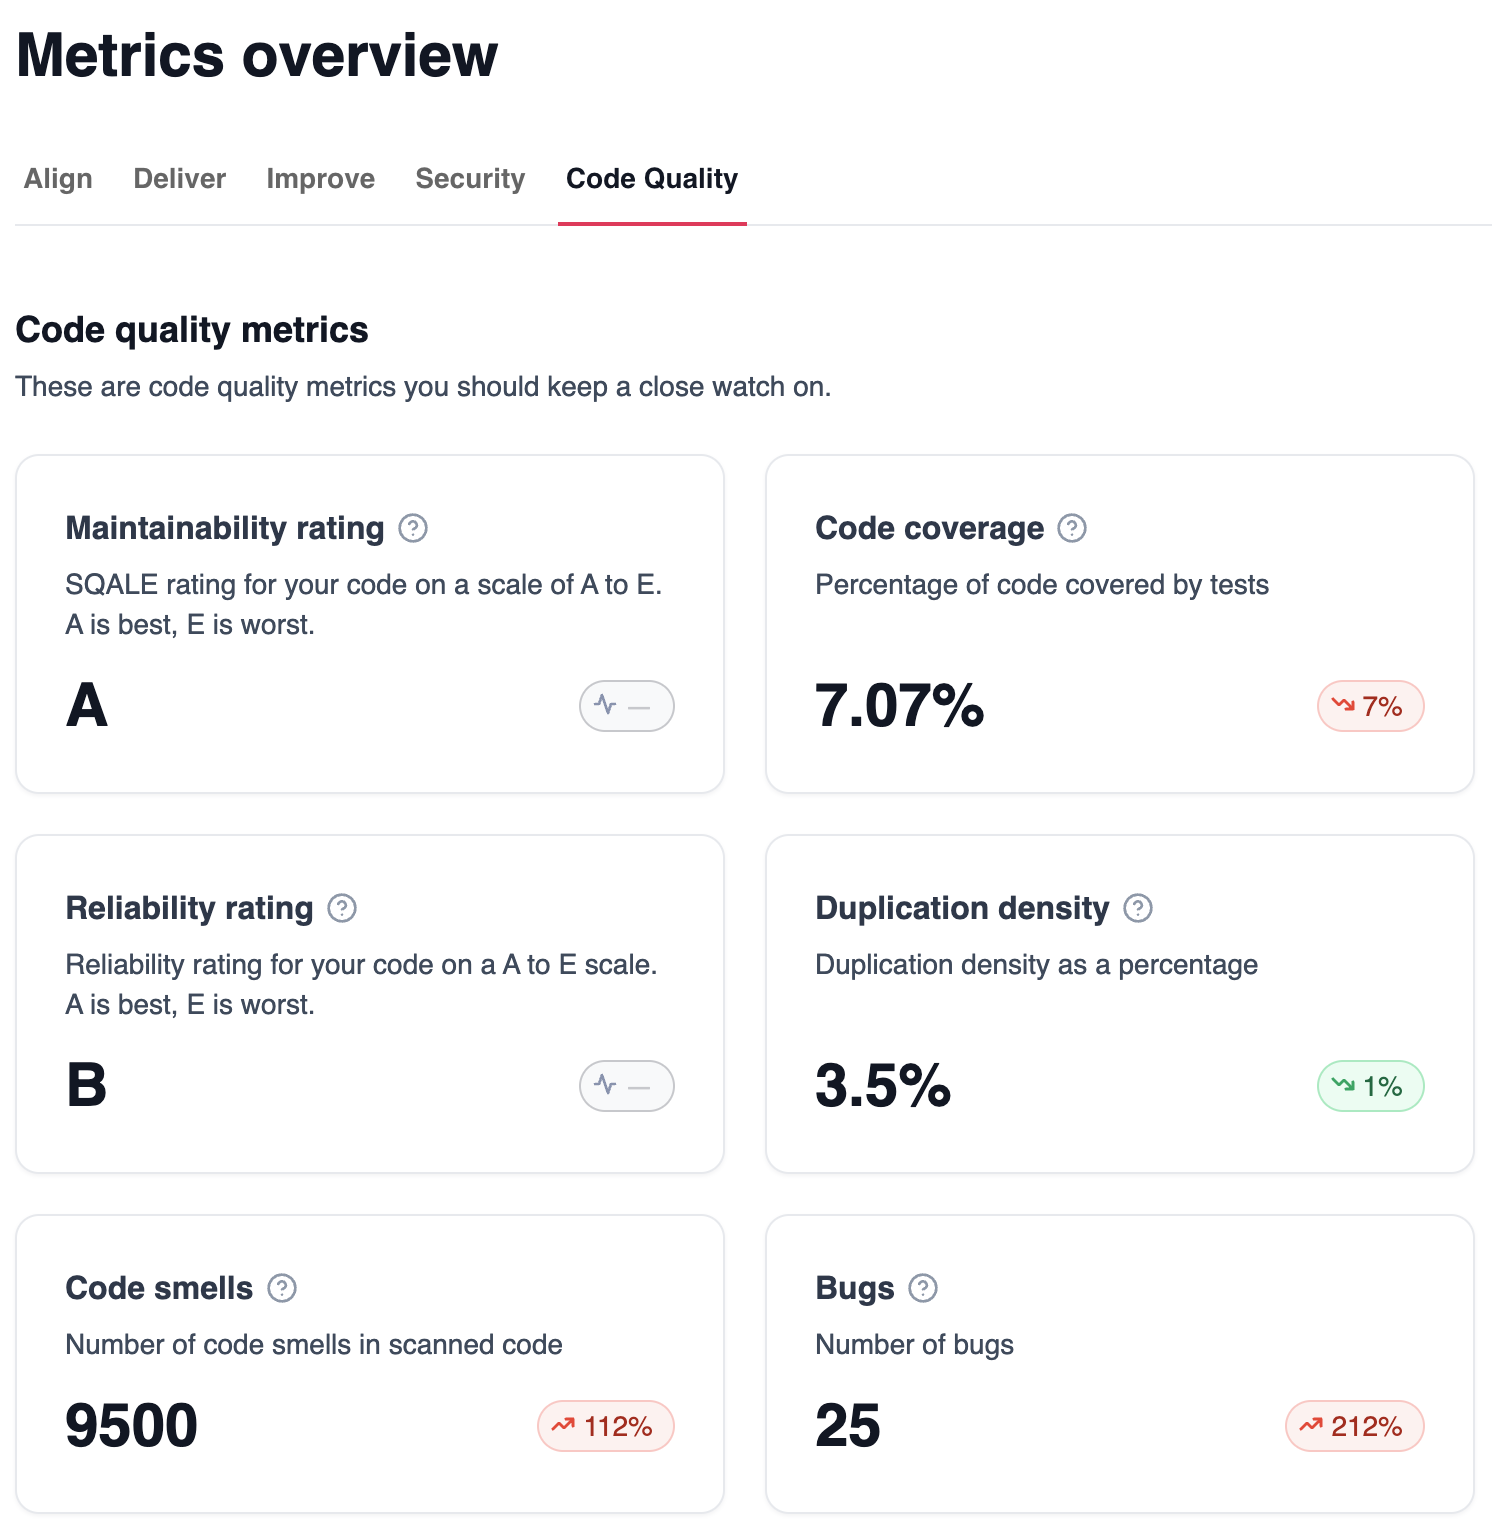 Metrics overview
Align Deliver Improve Security Code Quality
Code quality metrics
These are code quality metrics you should keep a close watch on.
Maintainability rating
SQALE rating for your code on a scale of A to E.
A is best, E is worst.
A —
Code coverage
Percentage of code covered by tests
7.07% 7%
Reliability rating
Reliability rating for your code on a A to E scale.
A is best, E is worst.
B —
Duplication density
Duplication density as a percentage
3.5% 1%
Code smells
Number of code smells in scanned code
9500 112%
Bugs
Number of bugs
25 212%